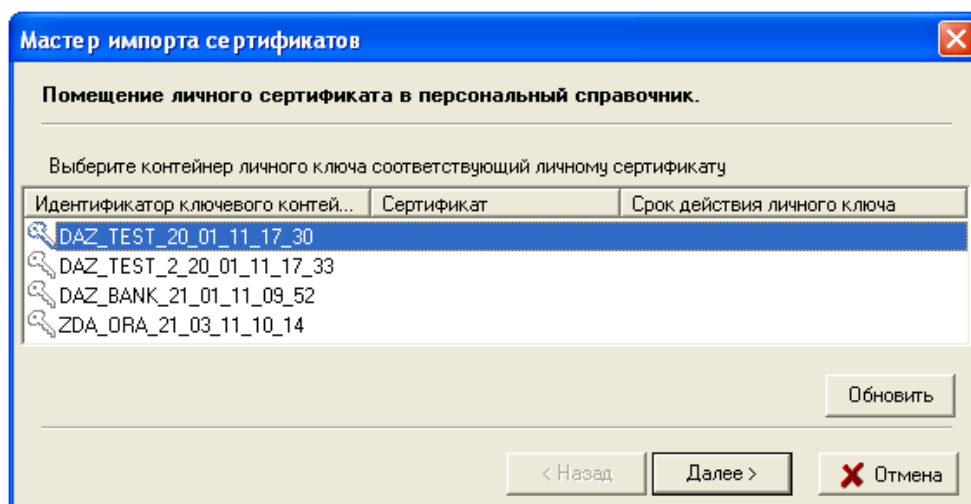 Мастер импорта сертификатов
Помещение личного сертификата в персональный справочник.
Выберите контейнер личного ключа соответствующий личному сертификату
Идентификатор ключевого контей... Сертификат Срок действия личного ключа
DAZ_TEST_20_01_11_17_30
DAZ_TEST_2_20_01_11_17_33
DAZ_BANK_21_01_11_09_52
ZDA_ORA_21_03_11_10_14
Обновить
< Назад Далее > Отмена